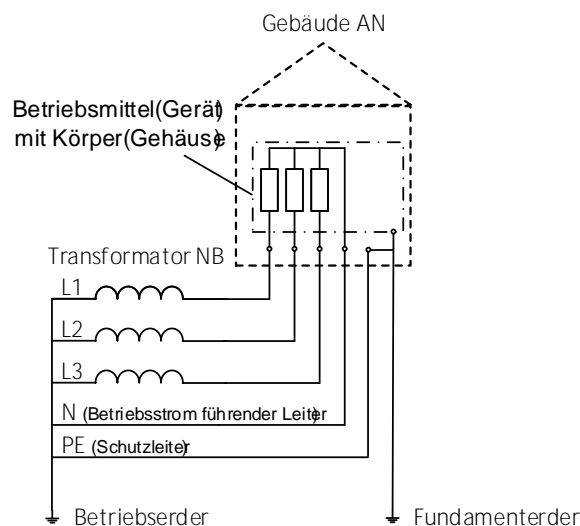 Gebäude AN
Betriebsmittel(Gerät)
mit Körper(Gehäuse)
Transformator NB
L1
L2
L3
N (Betriebsstrom führender Leiter)
PE (Schutzleiter)
Betriebserder
Fundamenterder